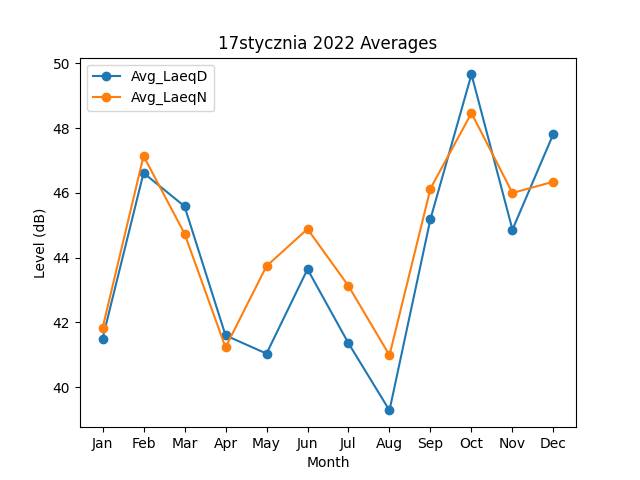 17stycznia 2022 Averages
Avg_LaeqD
Avg_LaeqN
50
48
46
44
42
40
Level (dB)
Jan Feb Mar Apr May Jun Jul Aug Sep Oct Nov Dec
Month